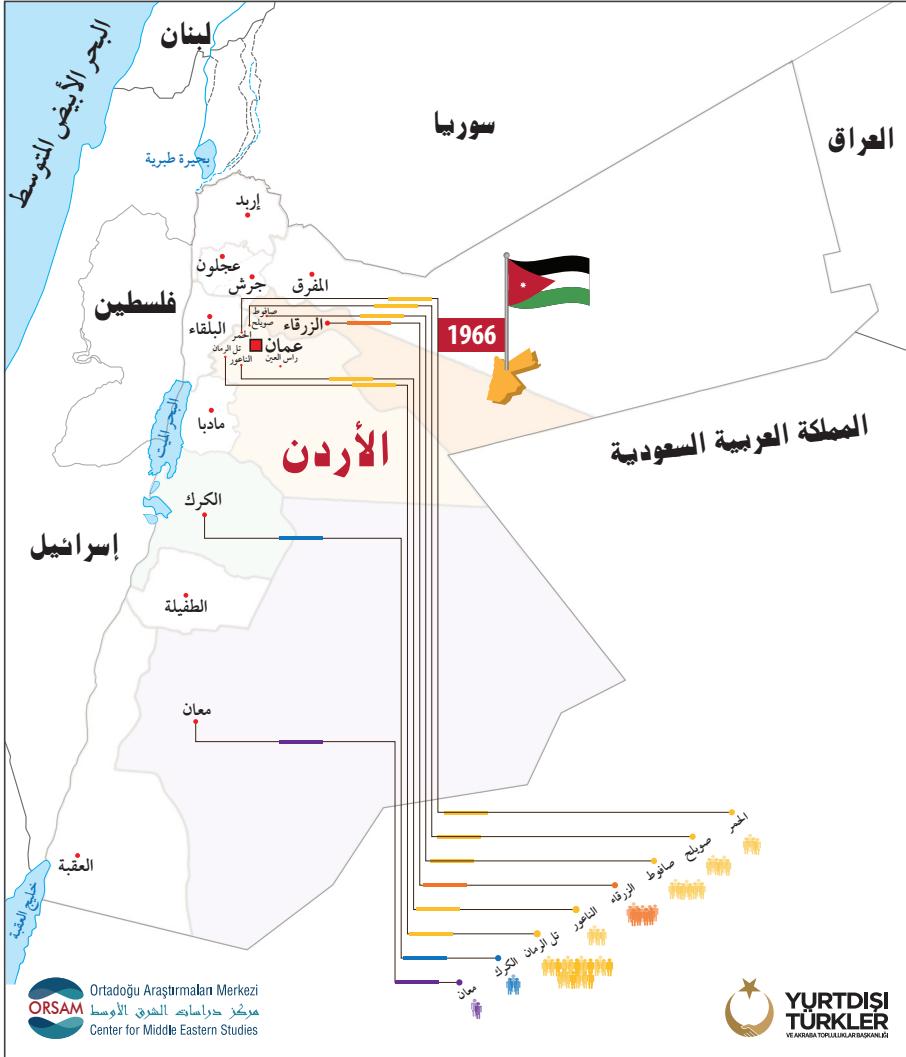 لبنان
البحر الأبيض المتوسط
سوريا
العراق
بحيرة طبرية
إربد
عجلون
جرش
المفرق
فلسطين
صافوط
صويلح
الحمر
البلقاء
الزرقاء
1966
عمان
تل الرمان
راس العين
الناعور
البحر الميت
مادبا
الأردن
المملكة العربية السعودية
الكرك
إسرائيل
الطفيلة
معان
العقبة
خليج العقبة
الحمر
صويلح
صافوط
الزرقاء
الناعور
تل الرمان
الكرك
معان
ORSAM
Ortadoğu Araştırmaları Merkezi
مركز دراسات الشرق الأوسط
Center for Middle Eastern Studies
YURTDIŞI
TÜRKLER
VE AKRABA TOPLULUKLAR BAŞKANLIĞI